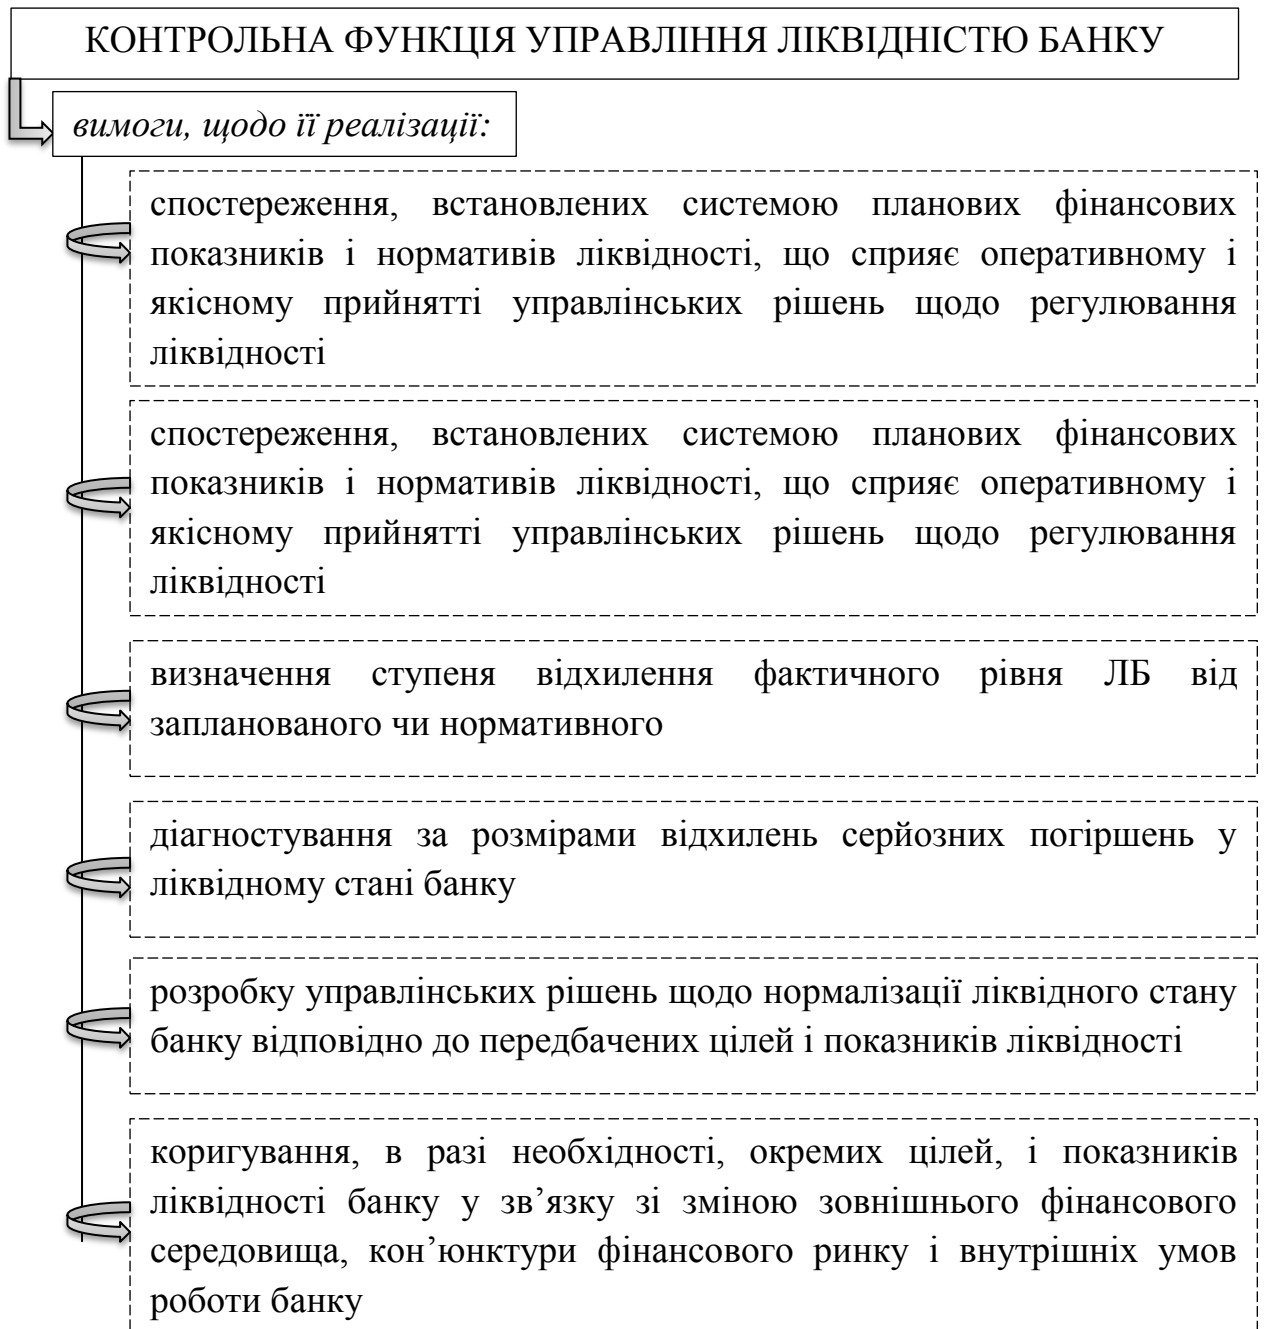 КОНТРОЛЬНА ФУНКЦІЯ УПРАВЛІННЯ ЛІКВІДНІСТЮ БАНКУ
вимоги, щодо її реалізації:
спостереження, встановлених системою планових фінансових
показників і нормативів ліквідності, що сприяє оперативному і
якісному прийнятті управлінських рішень щодо регулювання
ліквідності
спостереження, встановлених системою планових фінансових
показників і нормативів ліквідності, що сприяє оперативному і
якісному прийнятті управлінських рішень щодо регулювання
ліквідності
визначення ступеня відхилення фактичного рівня ЛБ від
запланованого чи нормативного
діагностування за розмірами відхилень серйозних погіршень у
ліквідному стані банку
розробку управлінських рішень щодо нормалізації ліквідного стану
банку відповідно до передбачених цілей і показників ліквідності
коригування, в разі необхідності, окремих цілей, і показників
ліквідності банку у зв’язку зі зміною зовнішнього фінансового
середовища, кон’юнктури фінансового ринку і внутрішніх умов
роботи банку